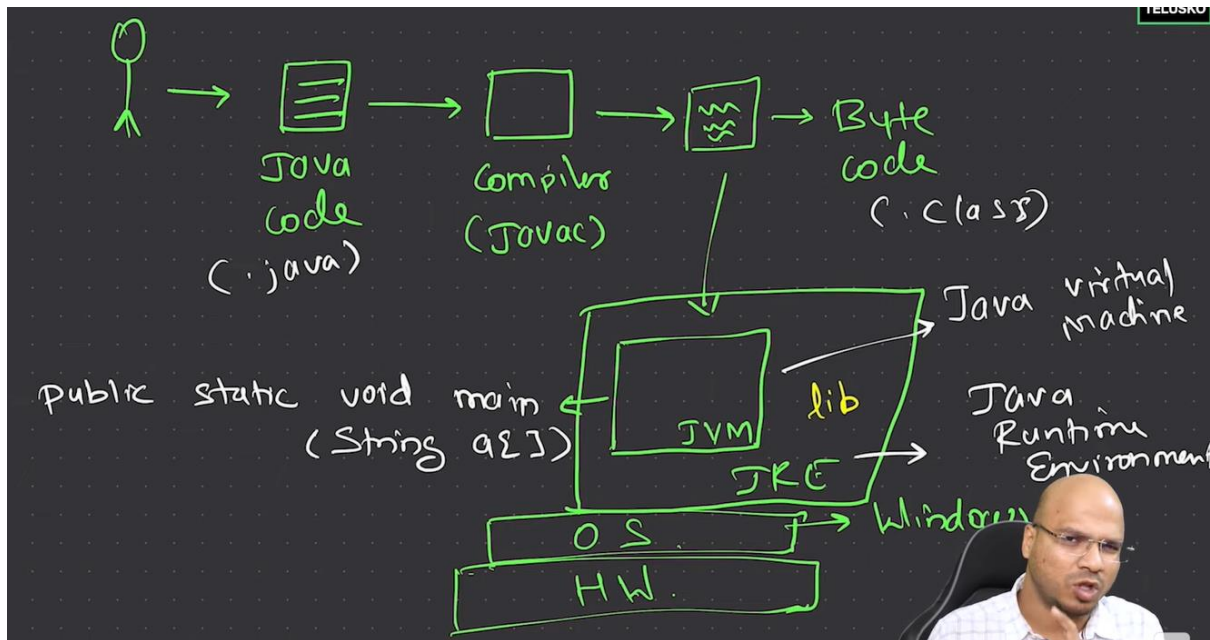 TELUSKO
Java
code
(.java)
Compiler
(Javac)
Byte
code
(.class)
Java virtual
Machine
public static void main
(String a[])
lib
JVM
JRE
Java
Runtime
Environment
OS.
Windows
HW.